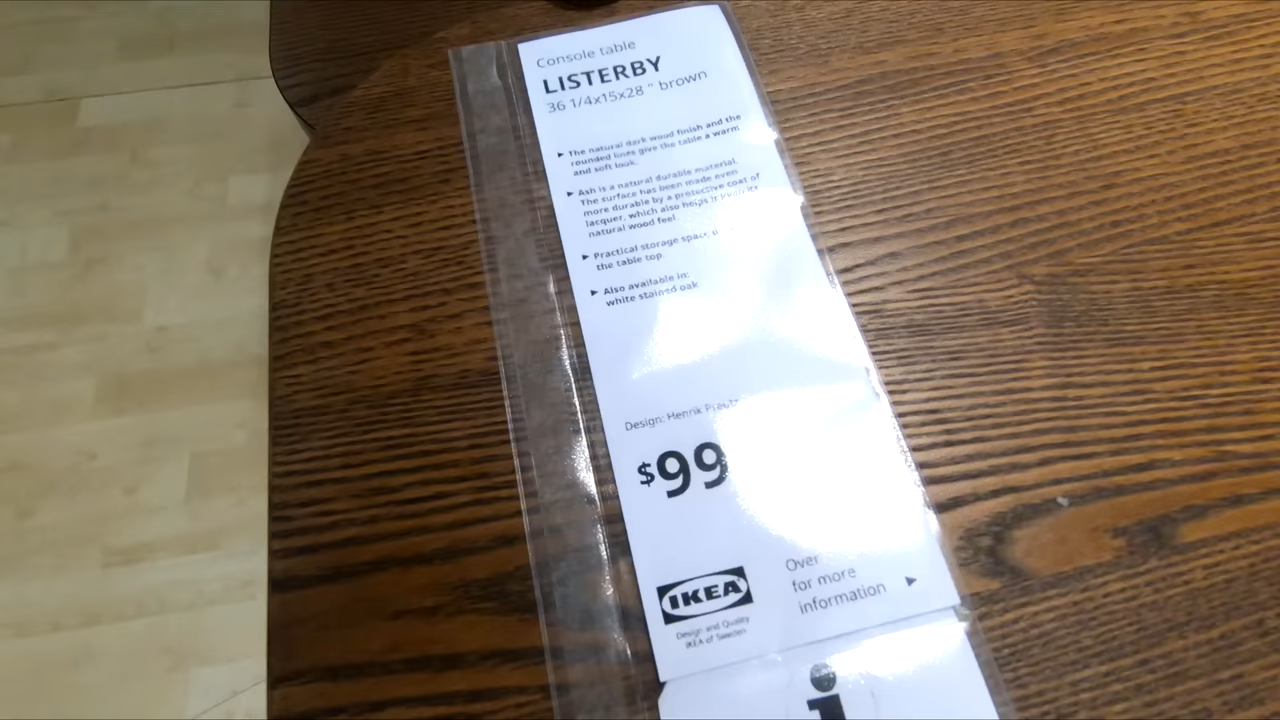 Console table
LISTERBY
36 1/4x15x28 " brown
► The natural dark wood finish and the
rounded lines give the table a warm
and soft look.
► Ash is a natural durable material.
The surface has been made even
more durable by a protective coat of
lacquer, which also helps it its
natural wood feel.
► Practical storage space
the table top.
► Also available in:
white stained oak
Design: Henrik
$99
IKEA
Design and Quality
IKEA of Sweden
Over
for more
information ►
i